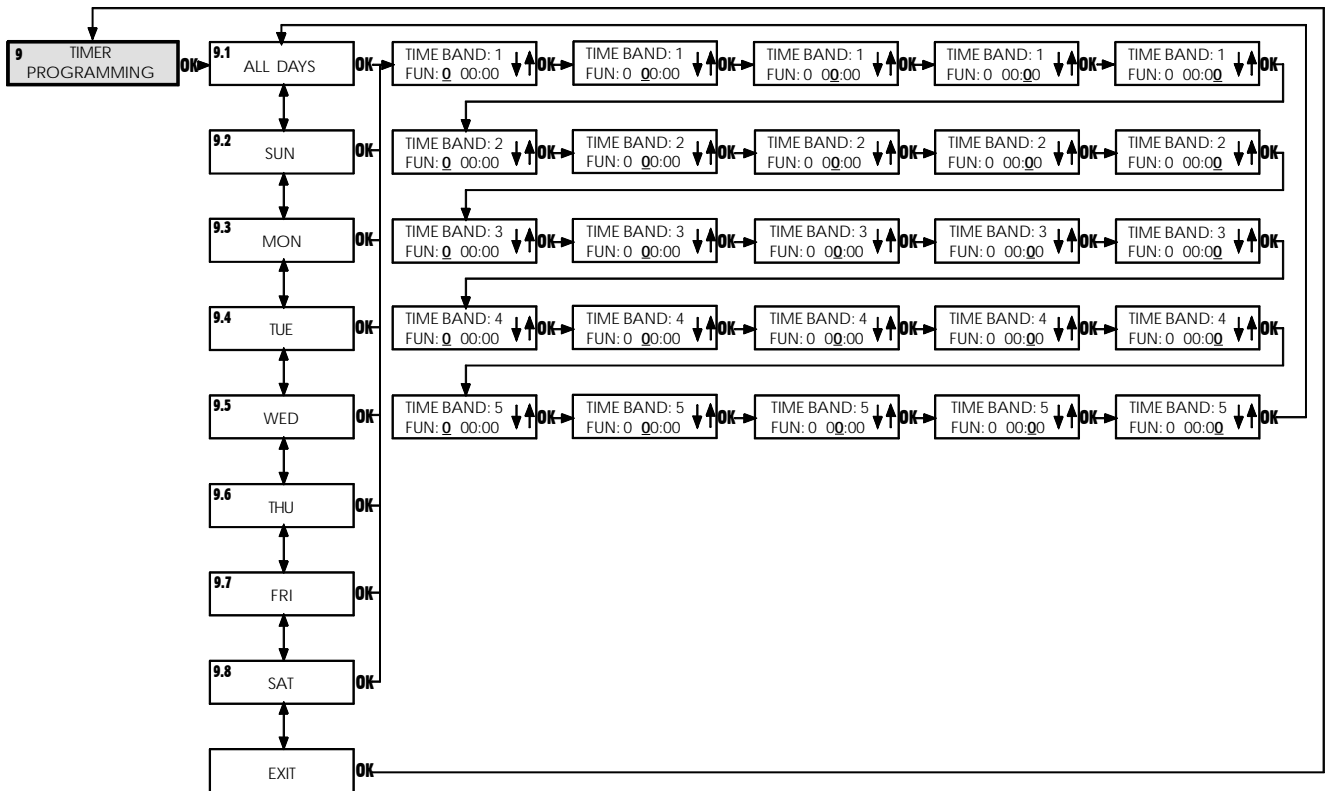 9 TIMER
PROGRAMMING
OK
9.1
ALL DAYS
OK
TIME BAND: 1
FUN: 0 00:00
OK
TIME BAND: 1
FUN: 0 00:00
OK
TIME BAND: 1
FUN: 0 00:00
OK
TIME BAND: 1
FUN: 0 00:00
OK
TIME BAND: 1
FUN: 0 00:00
OK
9.2
SUN
OK
TIME BAND: 2
FUN: 0 00:00
OK
TIME BAND: 2
FUN: 0 00:00
OK
TIME BAND: 2
FUN: 0 00:00
OK
TIME BAND: 2
FUN: 0 00:00
OK
TIME BAND: 2
FUN: 0 00:00
OK
9.3
MON
OK
TIME BAND: 3
FUN: 0 00:00
OK
TIME BAND: 3
FUN: 0 00:00
OK
TIME BAND: 3
FUN: 0 00:00
OK
TIME BAND: 3
FUN: 0 00:00
OK
TIME BAND: 3
FUN: 0 00:00
OK
9.4
TUE
OK
TIME BAND: 4
FUN: 0 00:00
OK
TIME BAND: 4
FUN: 0 00:00
OK
TIME BAND: 4
FUN: 0 00:00
OK
TIME BAND: 4
FUN: 0 00:00
OK
TIME BAND: 4
FUN: 0 00:00
OK
9.5
WED
OK
TIME BAND: 5
FUN: 0 00:00
OK
TIME BAND: 5
FUN: 0 00:00
OK
TIME BAND: 5
FUN: 0 00:00
OK
TIME BAND: 5
FUN: 0 00:00
OK
TIME BAND: 5
FUN: 0 00:00
OK
9.6
THU
OK
9.7
FRI
OK
9.8
SAT
OK
EXIT
OK